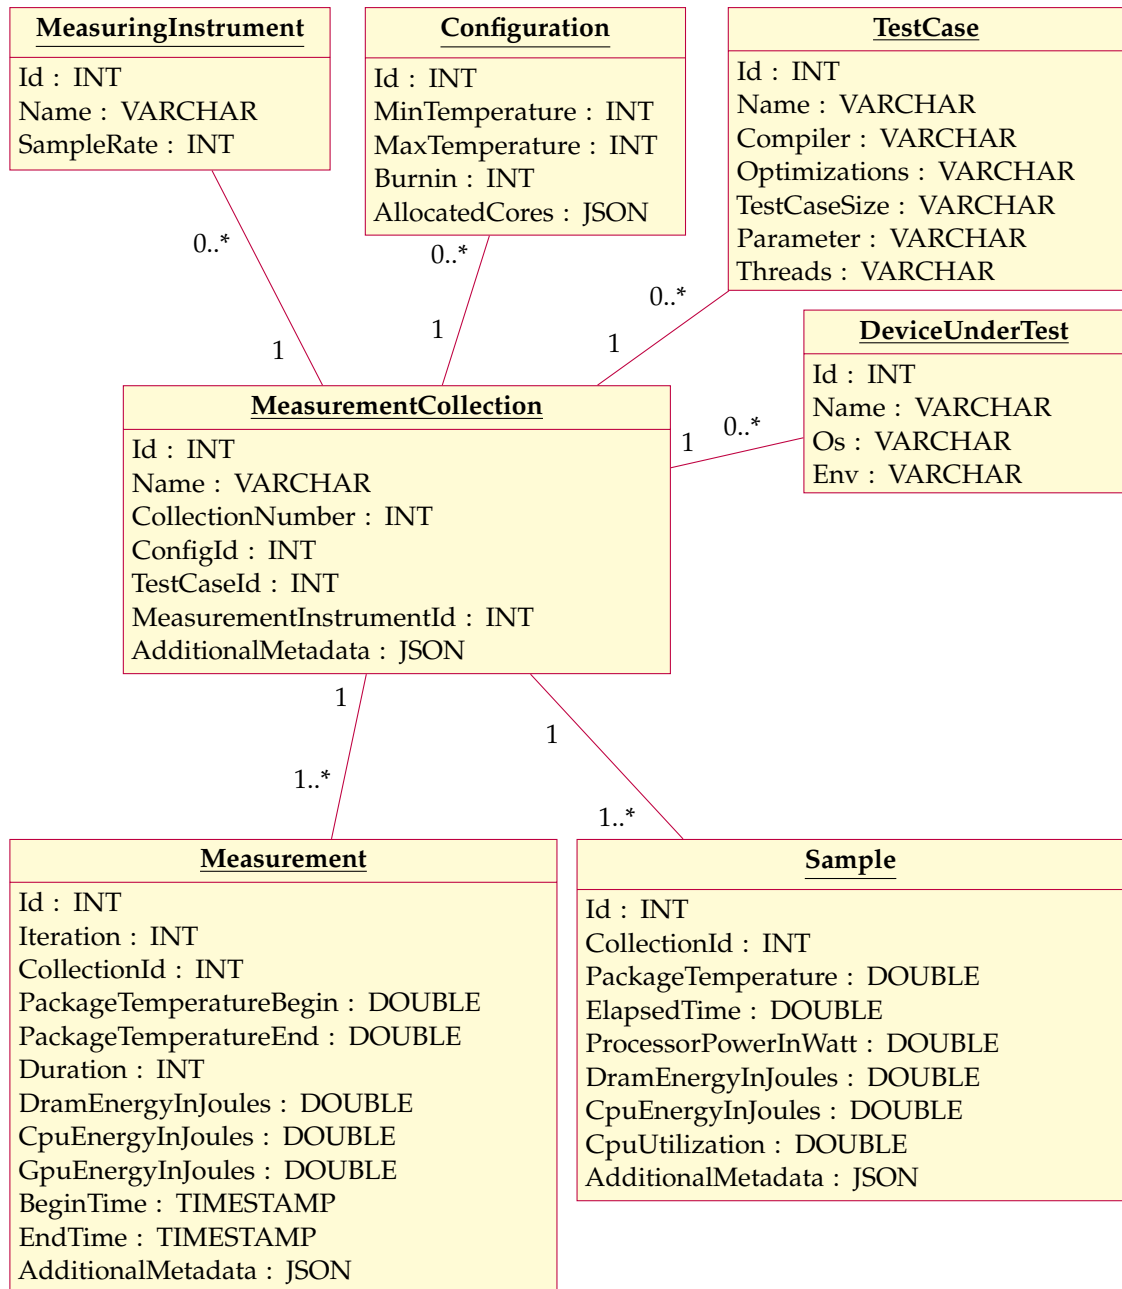 MeasuringInstrument
Id : INT
Name : VARCHAR
SampleRate : INT
Configuration
Id : INT
MinTemperature : INT
MaxTemperature : INT
Burnin : INT
AllocatedCores : JSON
TestCase
Id : INT
Name : VARCHAR
Compiler : VARCHAR
Optimizations : VARCHAR
TestCaseSize : VARCHAR
Parameter : VARCHAR
Threads : VARCHAR
0..*
0..*
0..*
1
1
1
DeviceUnderTest
Id : INT
Name : VARCHAR
Os : VARCHAR
Env : VARCHAR
1
0..*
MeasurementCollection
Id : INT
Name : VARCHAR
CollectionNumber : INT
ConfigId : INT
TestCaseId : INT
MeasurementInstrumentId : INT
AdditionalMetadata : JSON
1
1
1..*
1..*
Measurement
Id : INT
Iteration : INT
CollectionId : INT
PackageTemperatureBegin : DOUBLE
PackageTemperatureEnd : DOUBLE
Duration : INT
DramEnergyInJoules : DOUBLE
CpuEnergyInJoules : DOUBLE
GpuEnergyInJoules : DOUBLE
BeginTime : TIMESTAMP
EndTime : TIMESTAMP
AdditionalMetadata : JSON
Sample
Id : INT
CollectionId : INT
PackageTemperature : DOUBLE
ElapsedTime : DOUBLE
ProcessorPowerInWatt : DOUBLE
DramEnergyInJoules : DOUBLE
CpuEnergyInJoules : DOUBLE
CpuUtilization : DOUBLE
AdditionalMetadata : JSON